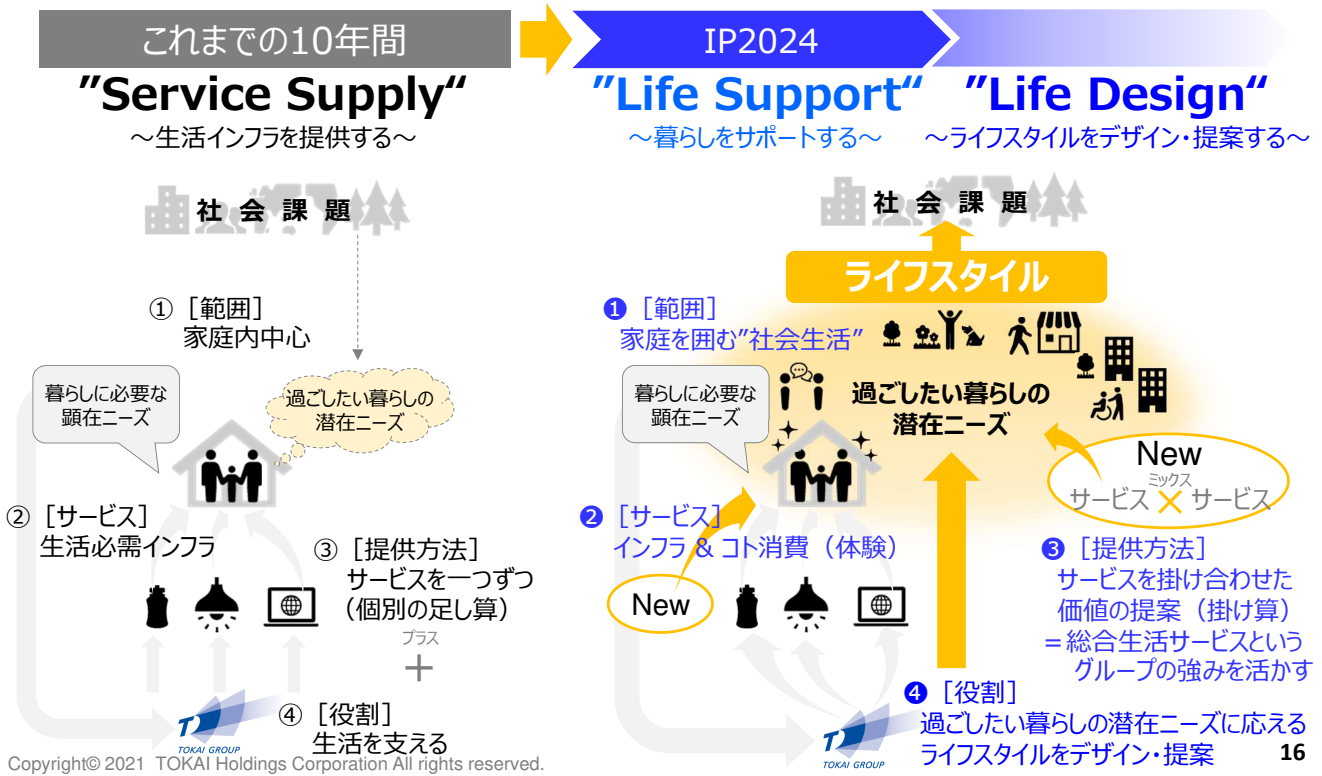 これまでの10年間
IP2024
”Service Supply“
～生活インフラを提供する～
”Life Support“
～暮らしをサポートする～
”Life Design“
～ライフスタイルをデザイン・提案する～
社 会 課 題
① ［範囲］
家庭内中心
暮らしに必要な
顕在ニーズ
過ごしたい暮らしの
潜在ニーズ
② ［サービス］
生活必需インフラ
③ ［提供方法］
サービスを一つずつ
（個別の足し算）
プラス
＋
④ ［役割］
生活を支える
TOKAI GROUP
社 会 課 題
ライフスタイル
❶ ［範囲］
家庭を囲む”社会生活”
暮らしに必要な
顕在ニーズ
過ごしたい暮らしの
潜在ニーズ
New
ミックス
サービス × サービス
❷ ［サービス］
インフラ & コト消費（体験）
New
❸ ［提供方法］
サービスを掛け合わせた
価値の提案（掛け算）
＝総合生活サービスという
グループの強みを活かす
❹ ［役割］
過ごしたい暮らしの潜在ニーズに応える
ライフスタイルをデザイン・提案
TOKAI GROUP
Copyright© 2021 TOKAI Holdings Corporation All rights reserved.
16